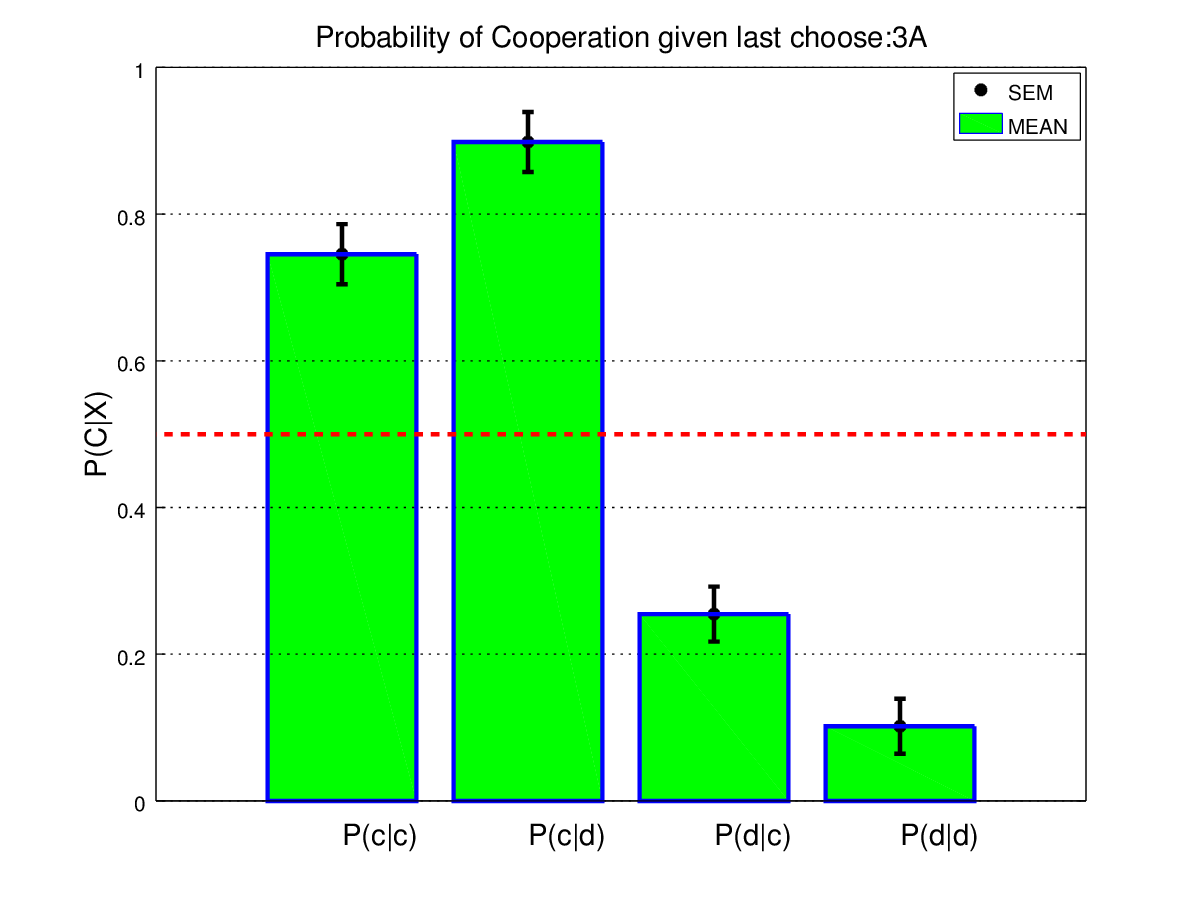 Probability of Cooperation given last choose:3A
SEM
MEAN
1
0.8
0.6
0.4
0.2
0
P(C|X)
P(c|c)
P(c|d)
P(d|c)
P(d|d)